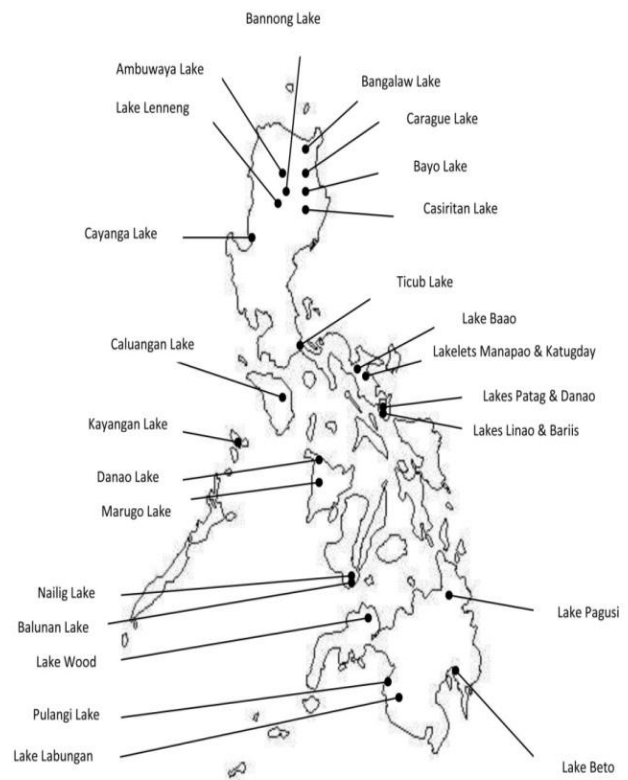 Bannong Lake
Ambuwaya Lake
Bangalaw Lake
Lake Lenneng
Carague Lake
Bayo Lake
Casiritan Lake
Cayanga Lake
Ticub Lake
Lake Baao
Caluangan Lake
Lakelets Manapao & Katugday
Lakes Patag & Danao
Kayangan Lake
Lakes Linao & Bariis
Danao Lake
Marugo Lake
Nailig Lake
Lake Pagusi
Balunan Lake
Lake Wood
Pulangi Lake
Lake Labungan
Lake Beto